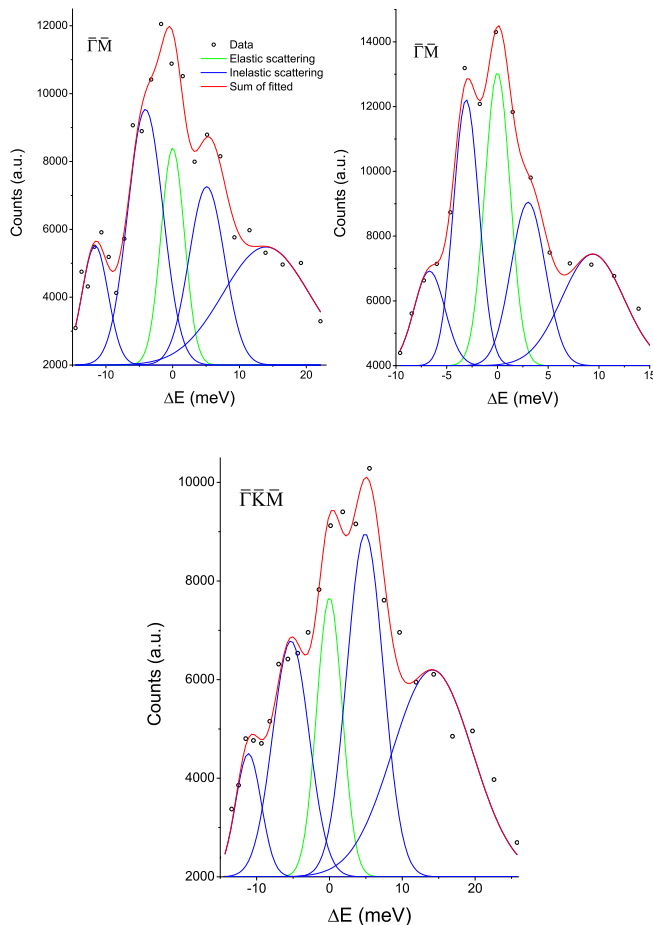 Γ̄M̄
Data
Elastic scattering
Inelastic scattering
Sum of fitted
12000
10000
8000
6000
4000
2000
Counts (a.u.)
-10 0 10 20
ΔE (meV)
Γ̄M̄
14000
12000
10000
8000
6000
4000
Counts (a.u.)
-10 -5 0 5 10 15
ΔE (meV)
Γ̄K̄M̄
10000
8000
6000
4000
2000
Counts (a.u.)
-10 0 10 20
ΔE (meV)